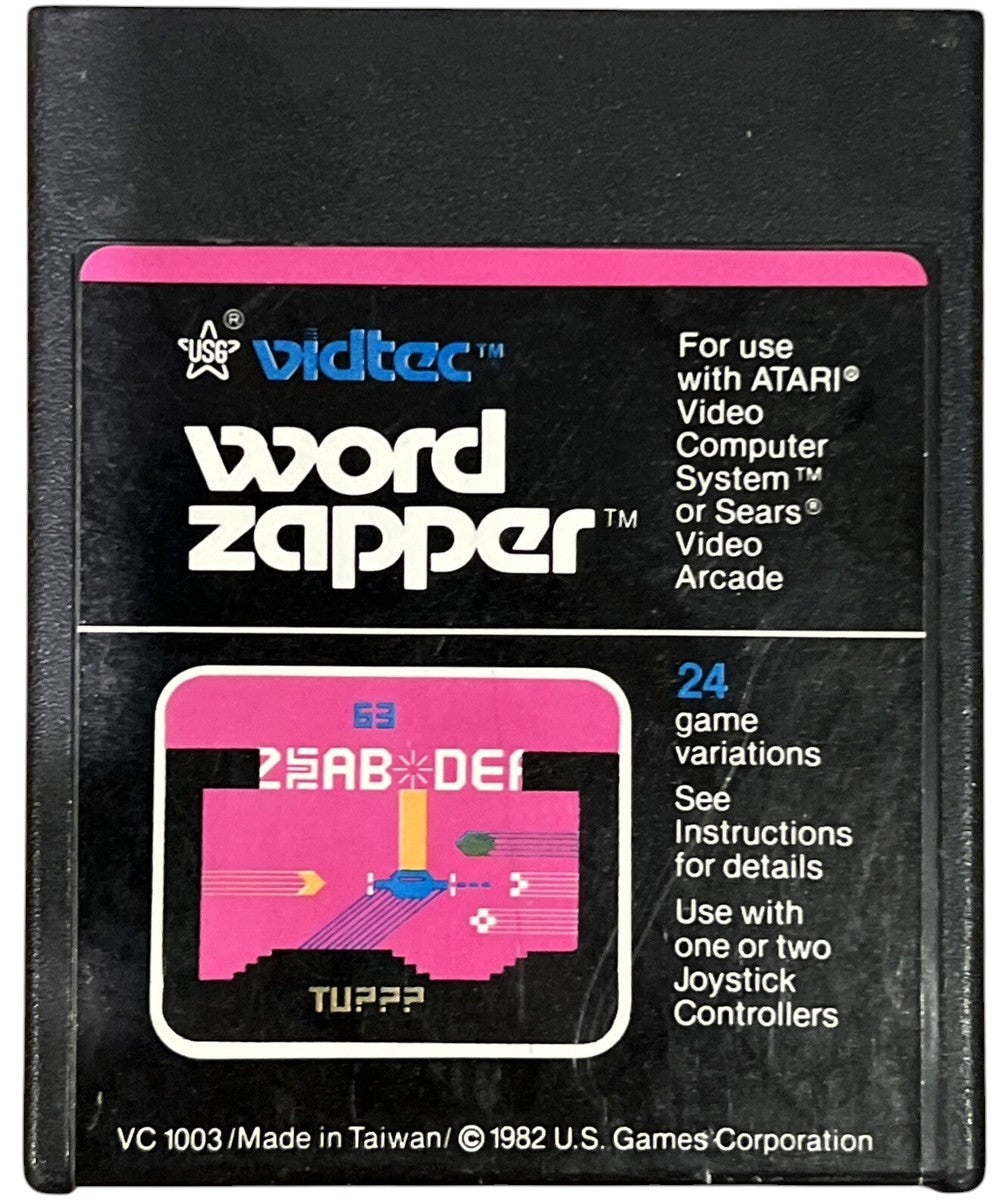 USG® vidtec™
word
zapper™
For use
with ATARI®
Video
Computer
System™
or Sears®
Video
Arcade
63
AB DE
TU???
24
game
variations
See
Instructions
for details
Use with
one or two
Joystick
Controllers
VC 1003/Made in Taiwan/ © 1982 U.S. Games Corporation